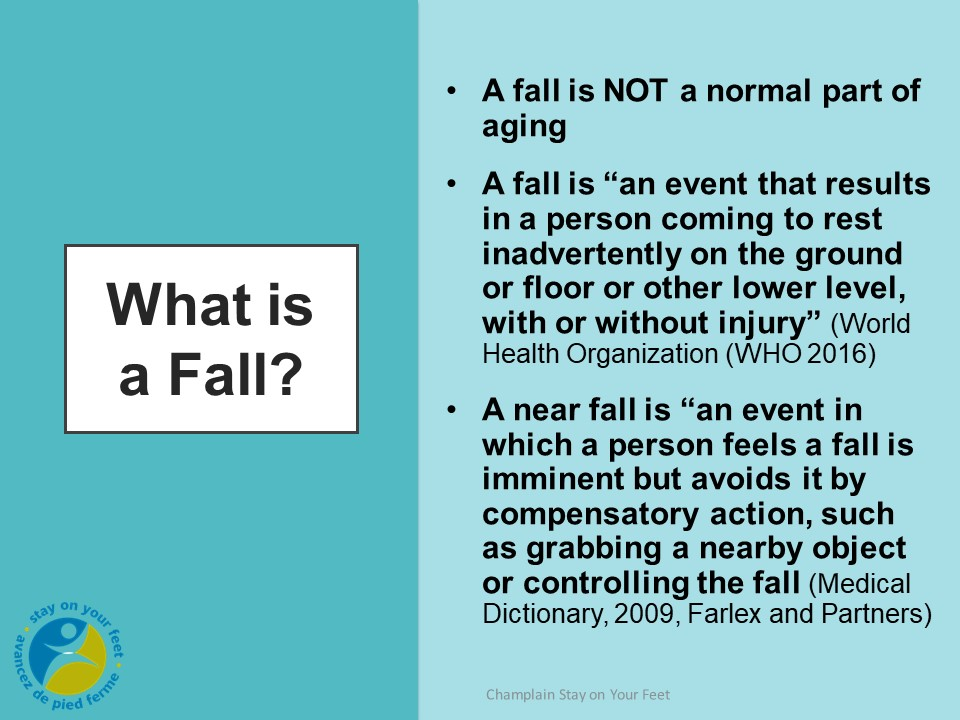 What is
a Fall?
• A fall is NOT a normal part of
aging
• A fall is “an event that results
in a person coming to rest
inadvertently on the ground
or floor or other lower level,
with or without injury” (World
Health Organization (WHO 2016)
• A near fall is “an event in
which a person feels a fall is
imminent but avoids it by
compensatory action, such
as grabbing a nearby object
or controlling the fall (Medical
Dictionary, 2009, Farlex and Partners)
stay on your feet
avancez de pied ferme
Champlain Stay on Your Feet